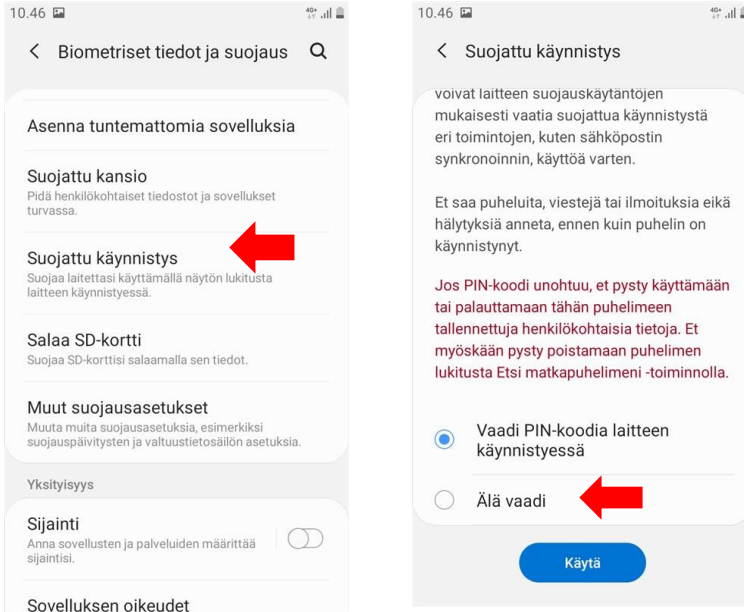 10.46
4G+
Biometriset tiedot ja suojaus
Asenna tuntemattomia sovelluksia
Suojattu kansio
Pidä henkilökohtaiset tiedostot ja sovellukset
turvassa.
Suojattu käynnistys
Suojaa laitettasi käyttämällä näytön lukitusta
laitteen käynnistyessä.
Salaa SD-kortti
Suojaa SD-korttisi salaamalla sen tiedot.
Muut suojausasetukset
Muuta muita suojausasetuksia, esimerkiksi
suojauspäivitysten ja valtuustietosäilön asetuksia.
Yksityisyys
Sijainti
Anna sovellusten ja palveluiden määrittää
sijaintisi.
Sovelluksen oikeudet
10.46
4G+
Suojattu käynnistys
voivat laitteen suojauskäytäntöjen
mukaisesti vaatia suojattua käynnistystä
eri toimintojen, kuten sähköpostin
synkronoinnin, käyttöä varten.
Et saa puheluita, viestejä tai ilmoituksia eikä
hälytyksiä anneta, ennen kuin puhelin on
käynnistynyt.
Jos PIN-koodi unohtuu, et pysty käyttämään
tai palauttamaan tähän puhelimeen
tallennettuja henkilökohtaisia tietoja. Et
myöskään pysty poistamaan puhelimen
lukitusta Etsi matkapuhelimeni -toiminnolla.
Vaadi PIN-koodia laitteen
käynnistyessä
Älä vaadi
Käytä